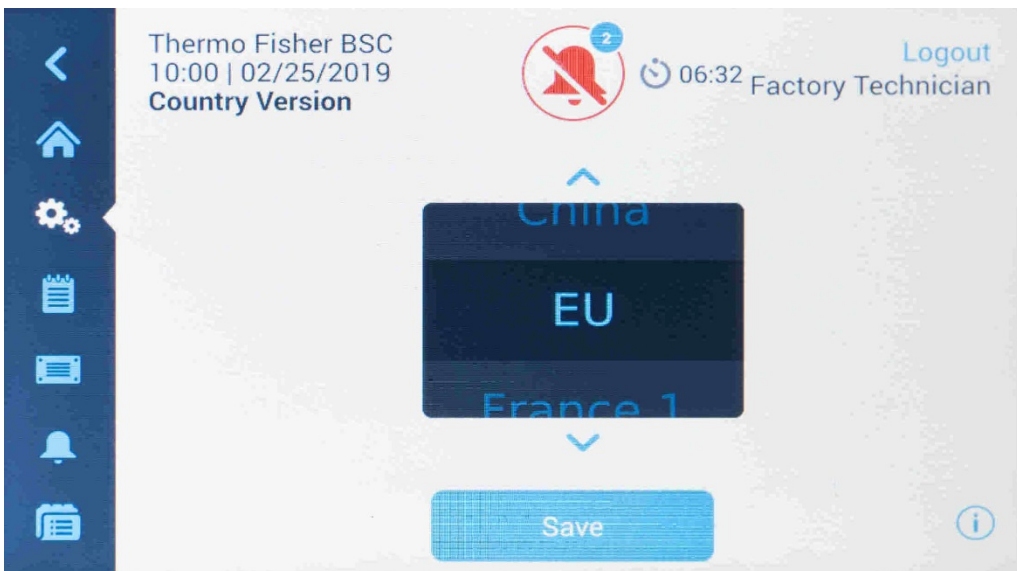 Thermo Fisher BSC
10:00 | 02/25/2019
Country Version
2
06:32
Logout
Factory Technician
China
EU
France 1
Save
i